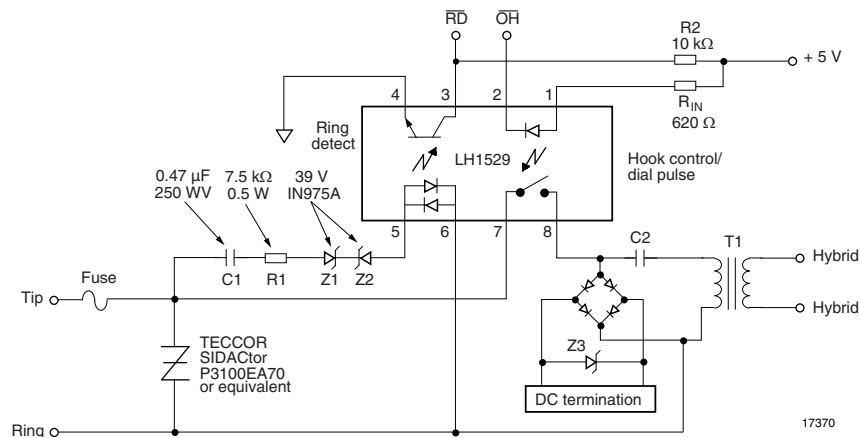 RD
OH
R2
10 kΩ
+ 5 V
4
3
2
1
RIN
620 Ω
Ring
detect
LH1529
Hook control/
dial pulse
0.47 µF
250 WV
7.5 kΩ
0.5 W
39 V
IN975A
5
6
7
8
C2
T1
C1
R1
Z1
Z2
Fuse
Hybrid
Tip
Hybrid
TECCOR
SIDACtor
P3100EA70
or equivalent
Z3
DC termination
17370
Ring